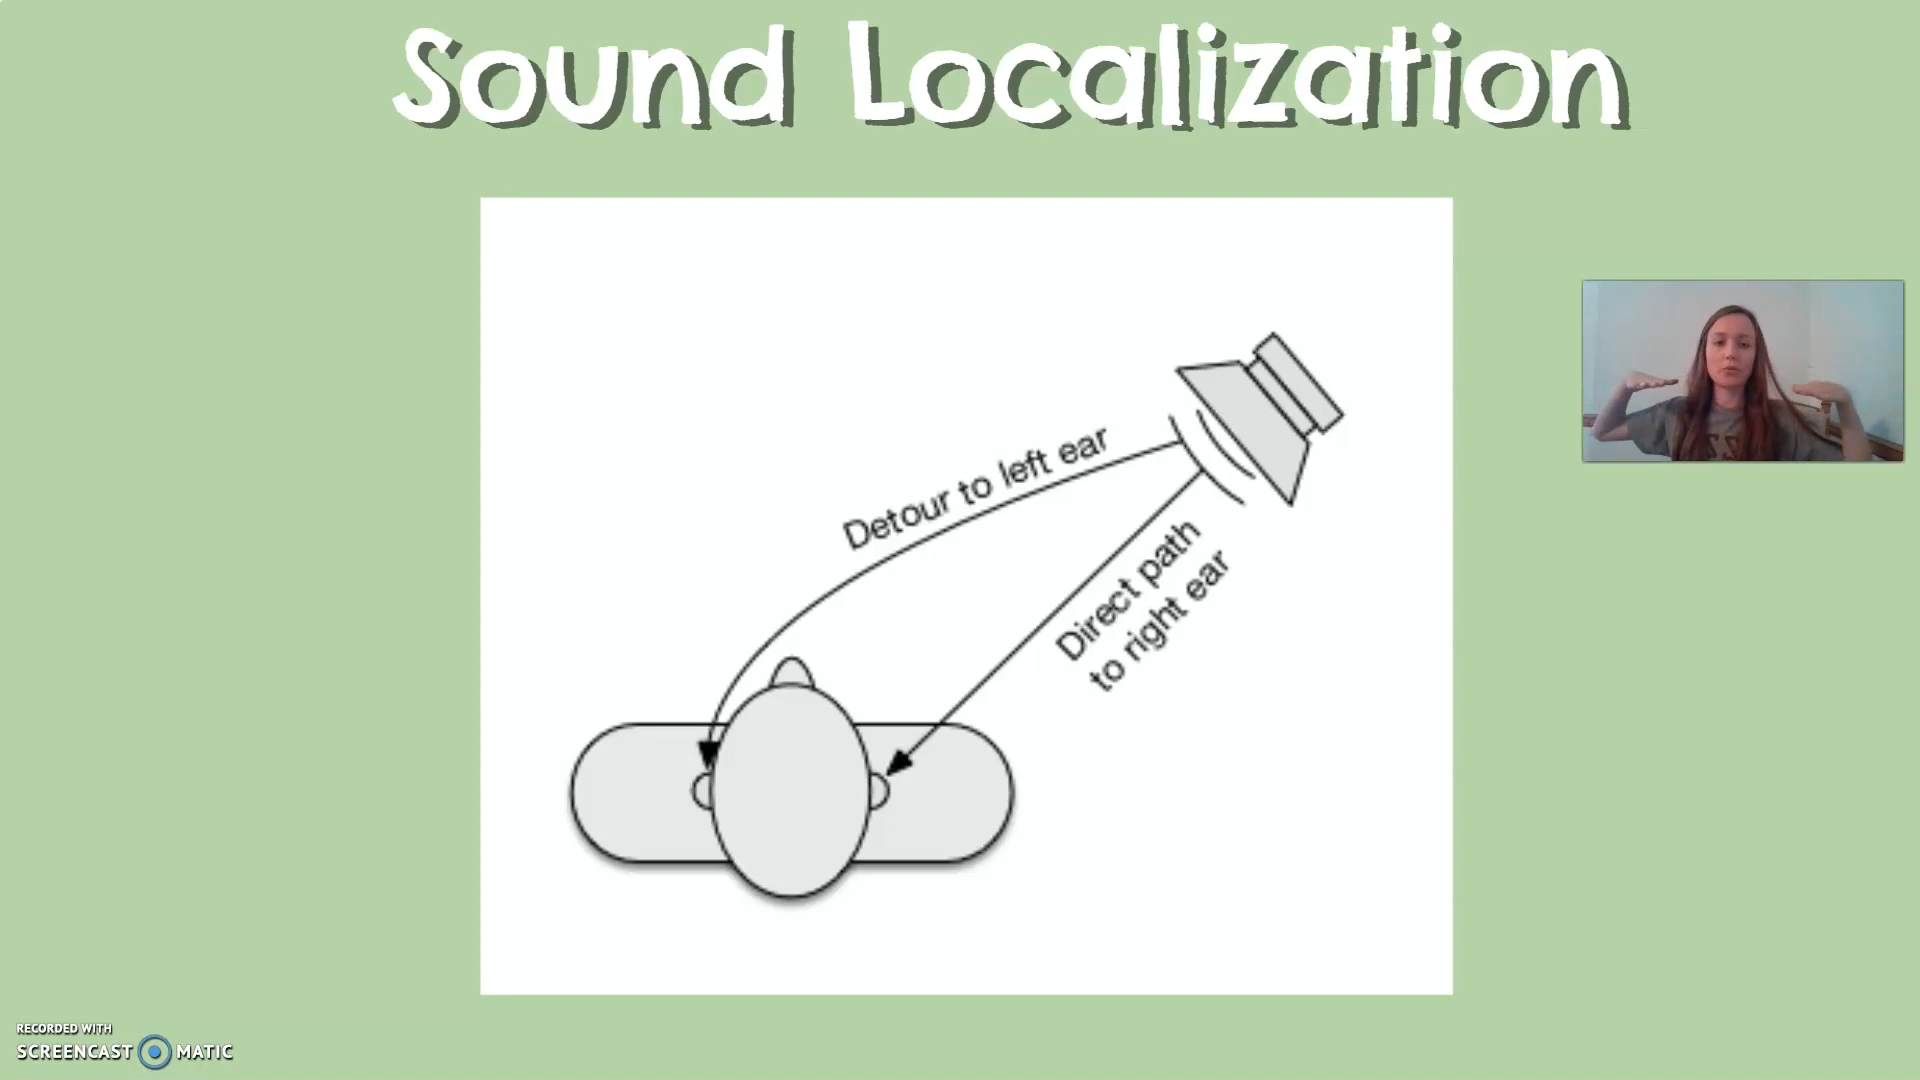 Sound Localization
Detour to left ear
Direct path
to right ear
RECORDED WITH
SCREENCAST MATIC